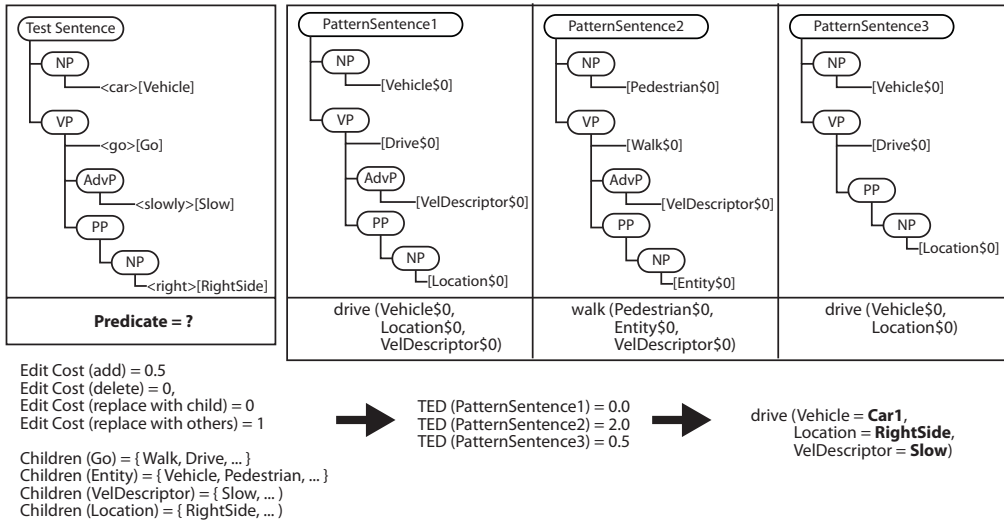 Test Sentence
NP
<car>[Vehicle]
VP
<go>[Go]
AdvP
<slowly>[Slow]
PP
NP
<right>[RightSide]
Predicate = ?
PatternSentence1
NP
[Vehicle$0]
VP
[Drive$0]
AdvP
[VelDescriptor$0]
PP
NP
[Location$0]
drive (Vehicle$0,
Location$0,
VelDescriptor$0)
PatternSentence2
NP
[Pedestrian$0]
VP
[Walk$0]
AdvP
[VelDescriptor$0]
PP
NP
[Entity$0]
walk (Pedestrian$0,
Entity$0,
VelDescriptor$0)
PatternSentence3
NP
[Vehicle$0]
VP
[Drive$0]
PP
NP
[Location$0]
drive (Vehicle$0,
Location$0)
Edit Cost (add) = 0.5
Edit Cost (delete) = 0,
Edit Cost (replace with child) = 0
Edit Cost (replace with others) = 1
Children (Go) = { Walk, Drive, ... }
Children (Entity) = { Vehicle, Pedestrian, ... }
Children (VelDescriptor) = { Slow, ... )
Children (Location) = { RightSide, ... )
TED (PatternSentence1) = 0.0
TED (PatternSentence2) = 2.0
TED (PatternSentence3) = 0.5
drive (Vehicle = Car1,
Location = RightSide,
VelDescriptor = Slow)